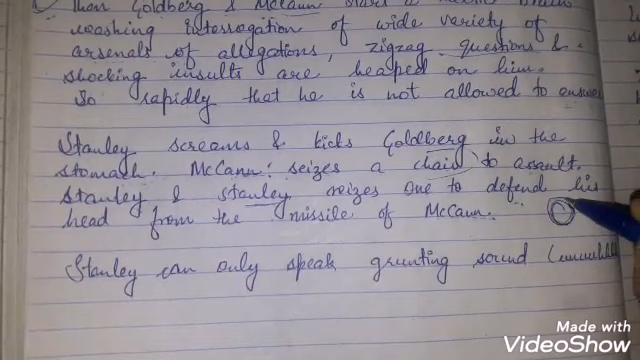 Then Goldberg & McCann start a
washing interrogation of wide variety of
arsenals of allegations, zigzag questions &
shocking insults are heaped on him.
So rapidly that he is not allowed to answer
Stanley screams & kicks Goldberg in the
stomach. McCann: seizes a chair to assault.
Stanley & Stanley seizes one to defend his
head from the missile of McCann.
Stanley can only speak grunting sound
Made with
VideoShow